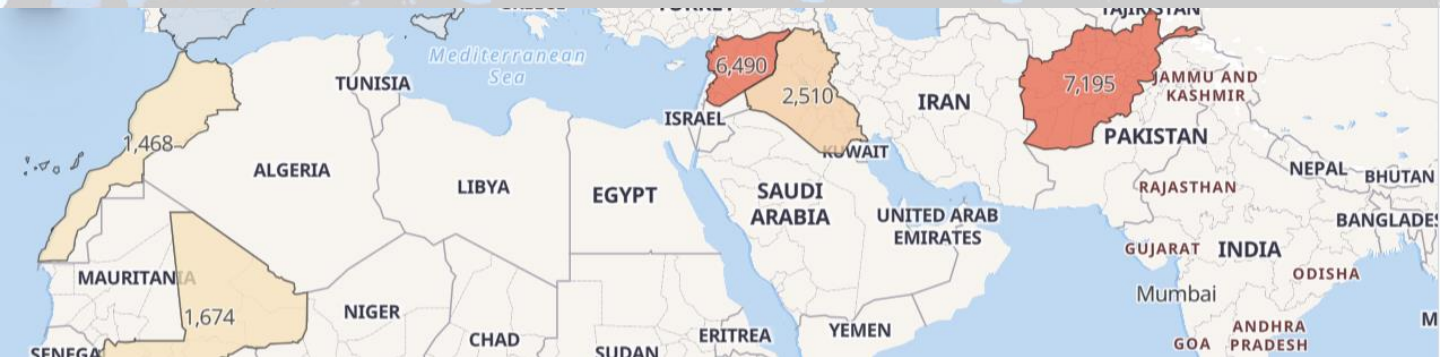 TAJIKISTAN
Mediterranean
Sea
TUNISIA
6,490
7,195
JAMMU AND
KASHMIR
2,510
IRAN
ISRAEL
PAKISTAN
1,468
KUWAIT
ALGERIA
NEPAL
BHUTAN
LIBYA
EGYPT
SAUDI
ARABIA
RAJASTHAN
UNITED ARAB
EMIRATES
BANGLADE
GUJARAT
INDIA
MAURITANIA
ODISHA
Mumbai
1,674
NIGER
CHAD
ERITREA
YEMEN
ANDHRA
PRADESH
M
SENEGA
SUDAN
GOA